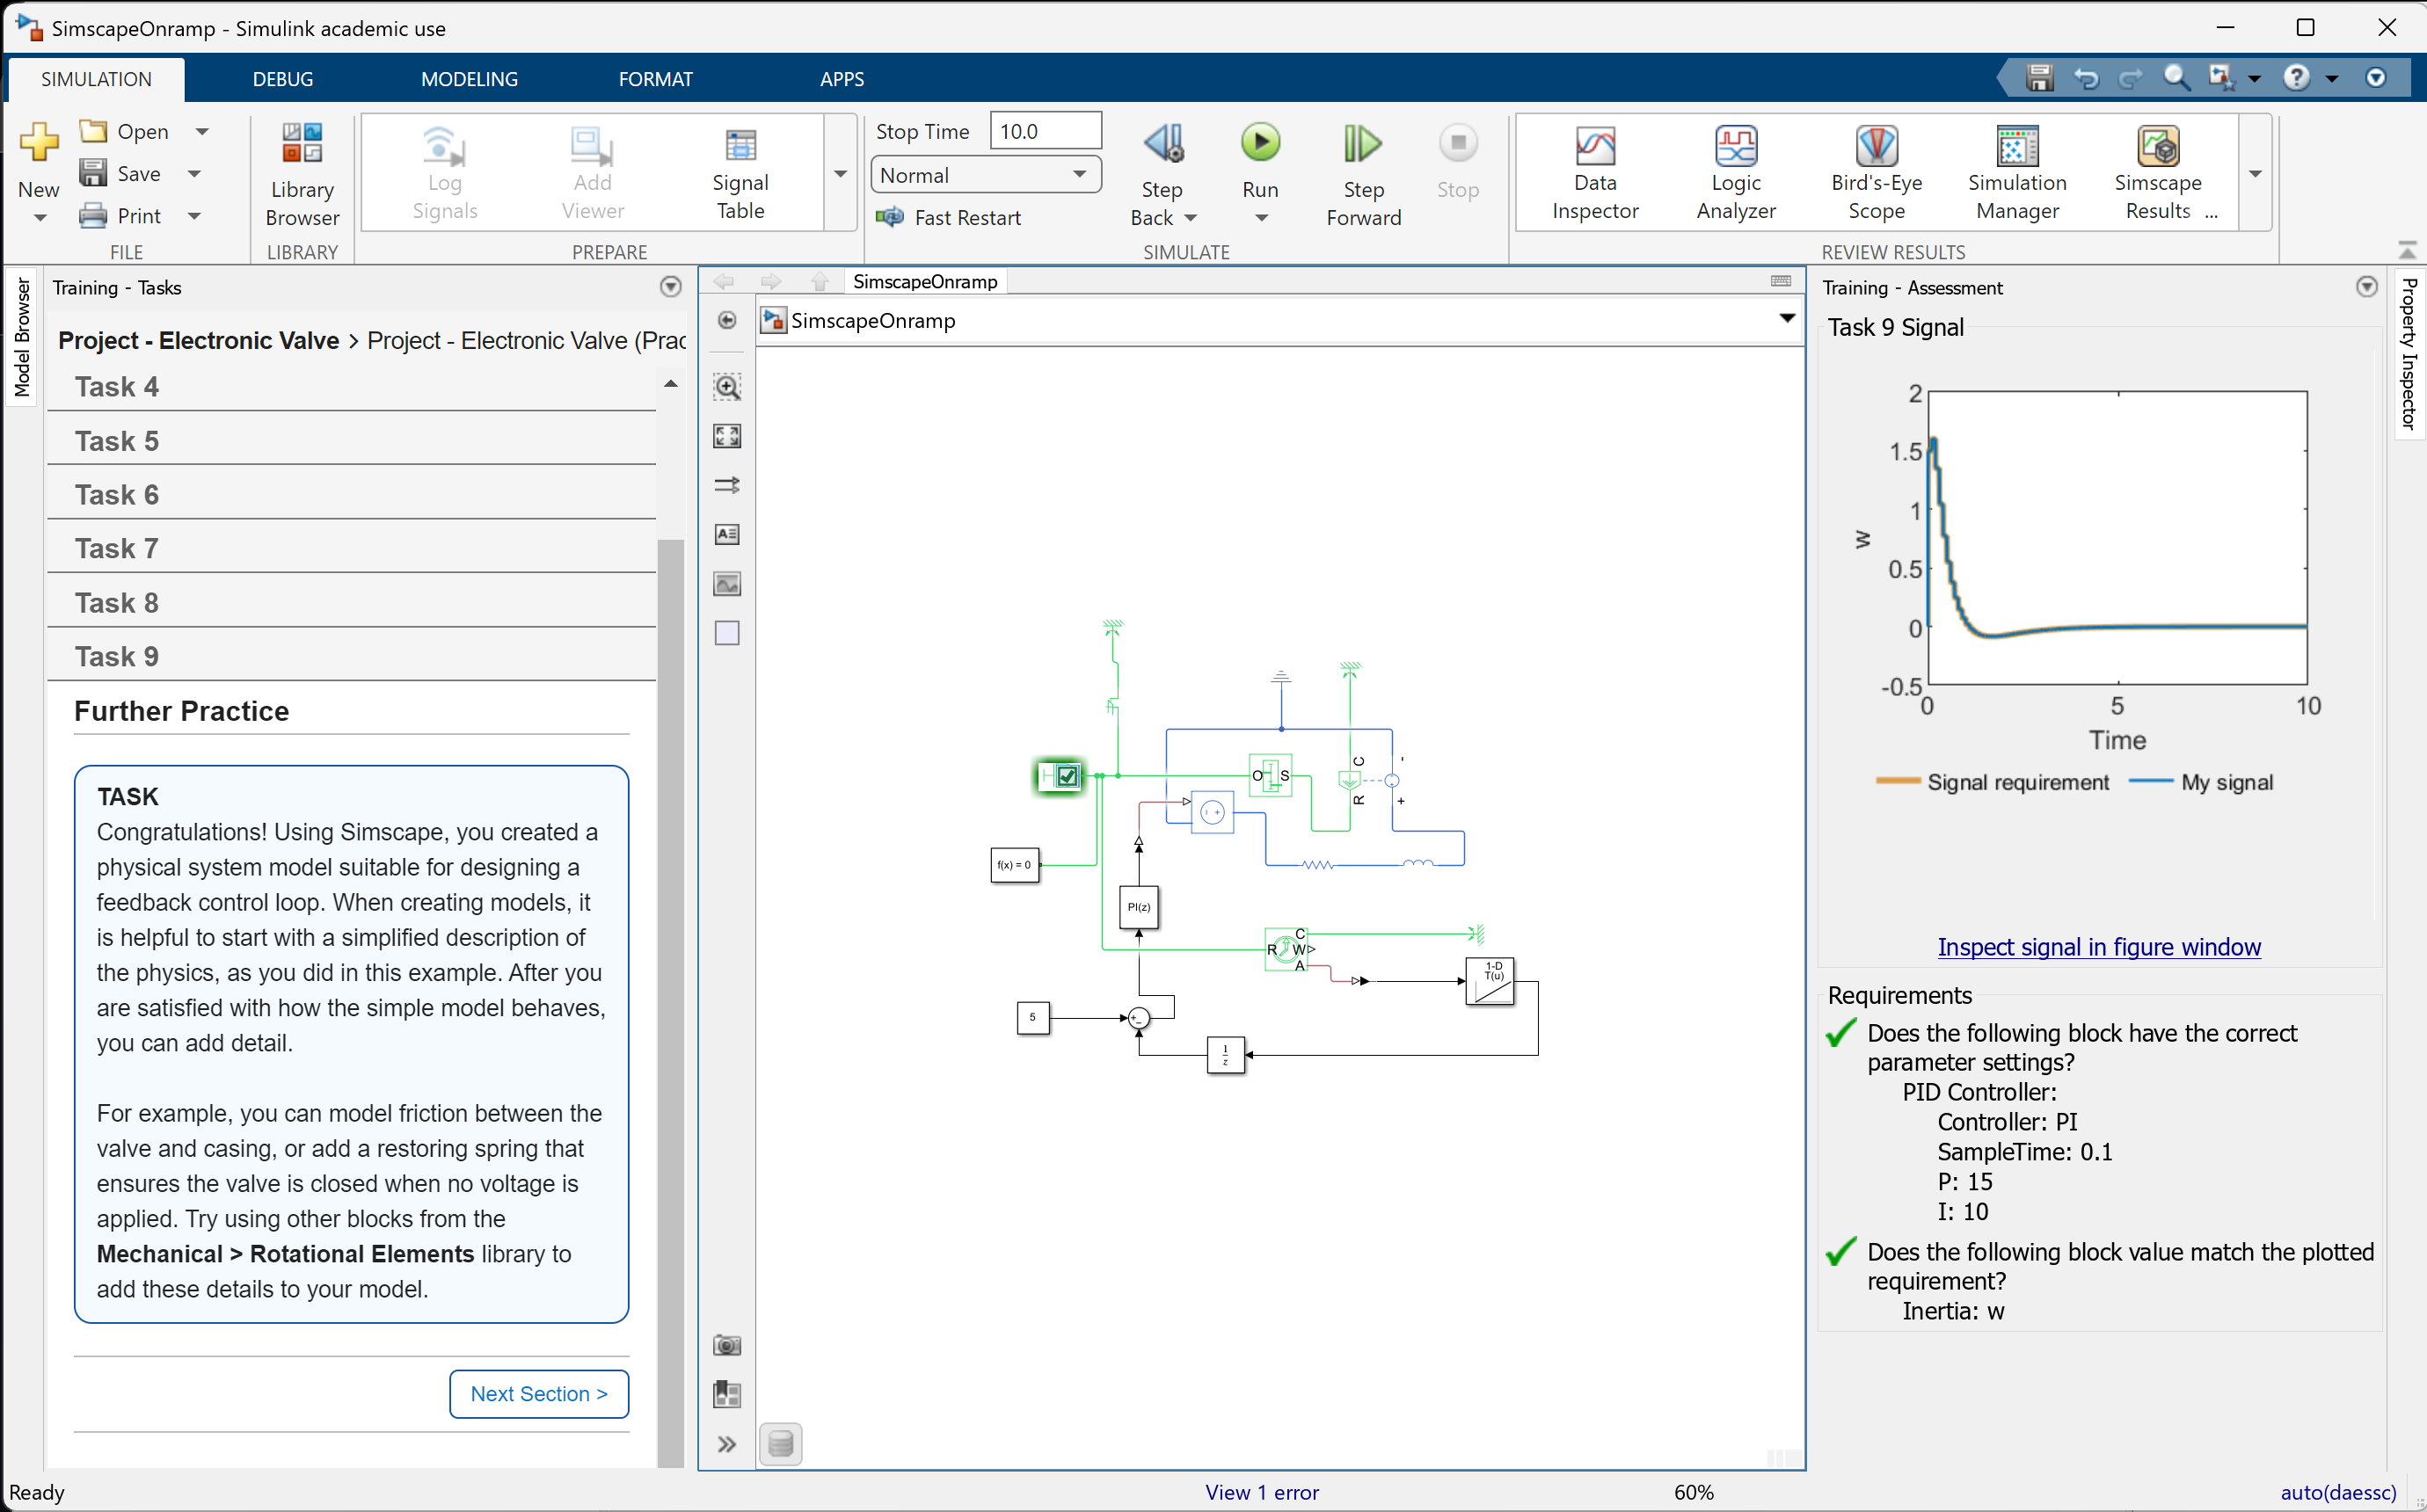 SimscapeOnramp - Simulink academic use
SIMULATION
DEBUG
MODELING
FORMAT
APPS
New
Open
Save
Print
FILE
Library
Browser
LIBRARY
Log
Signals
Add
Viewer
Signal
Table
PREPARE
Stop Time
10.0
Normal
Fast Restart
Step
Back
Run
Step
Forward
Stop
SIMULATE
Data
Inspector
Logic
Analyzer
Bird's-Eye
Scope
Simulation
Manager
Simscape
Results ...
REVIEW RESULTS
Model Browser
Training - Tasks
Project - Electronic Valve > Project - Electronic Valve (Prac
Task 4
Task 5
Task 6
Task 7
Task 8
Task 9
Further Practice
TASK
Congratulations! Using Simscape, you created a
physical system model suitable for designing a
feedback control loop. When creating models, it
is helpful to start with a simplified description of
the physics, as you did in this example. After you
are satisfied with how the simple model behaves,
you can add detail.
For example, you can model friction between the
valve and casing, or add a restoring spring that
ensures the valve is closed when no voltage is
applied. Try using other blocks from the
Mechanical > Rotational Elements library to
add these details to your model.
Next Section >
SimscapeOnramp
SimscapeOnramp
O S
C
R
-
+
f(x) = 0
PI(z)
C
R W
A
1-D
T(u)
5
+
-
1
z
Training - Assessment
Task 9 Signal
2
1.5
1
0.5
0
-0.5
w
0
5
10
Time
Signal requirement
My signal
Inspect signal in figure window
Requirements
Does the following block have the correct
parameter settings?
PID Controller:
Controller: PI
SampleTime: 0.1
P: 15
I: 10
Does the following block value match the plotted
requirement?
Inertia: w
Property Inspector
Ready
View 1 error
60%
auto(daessc)